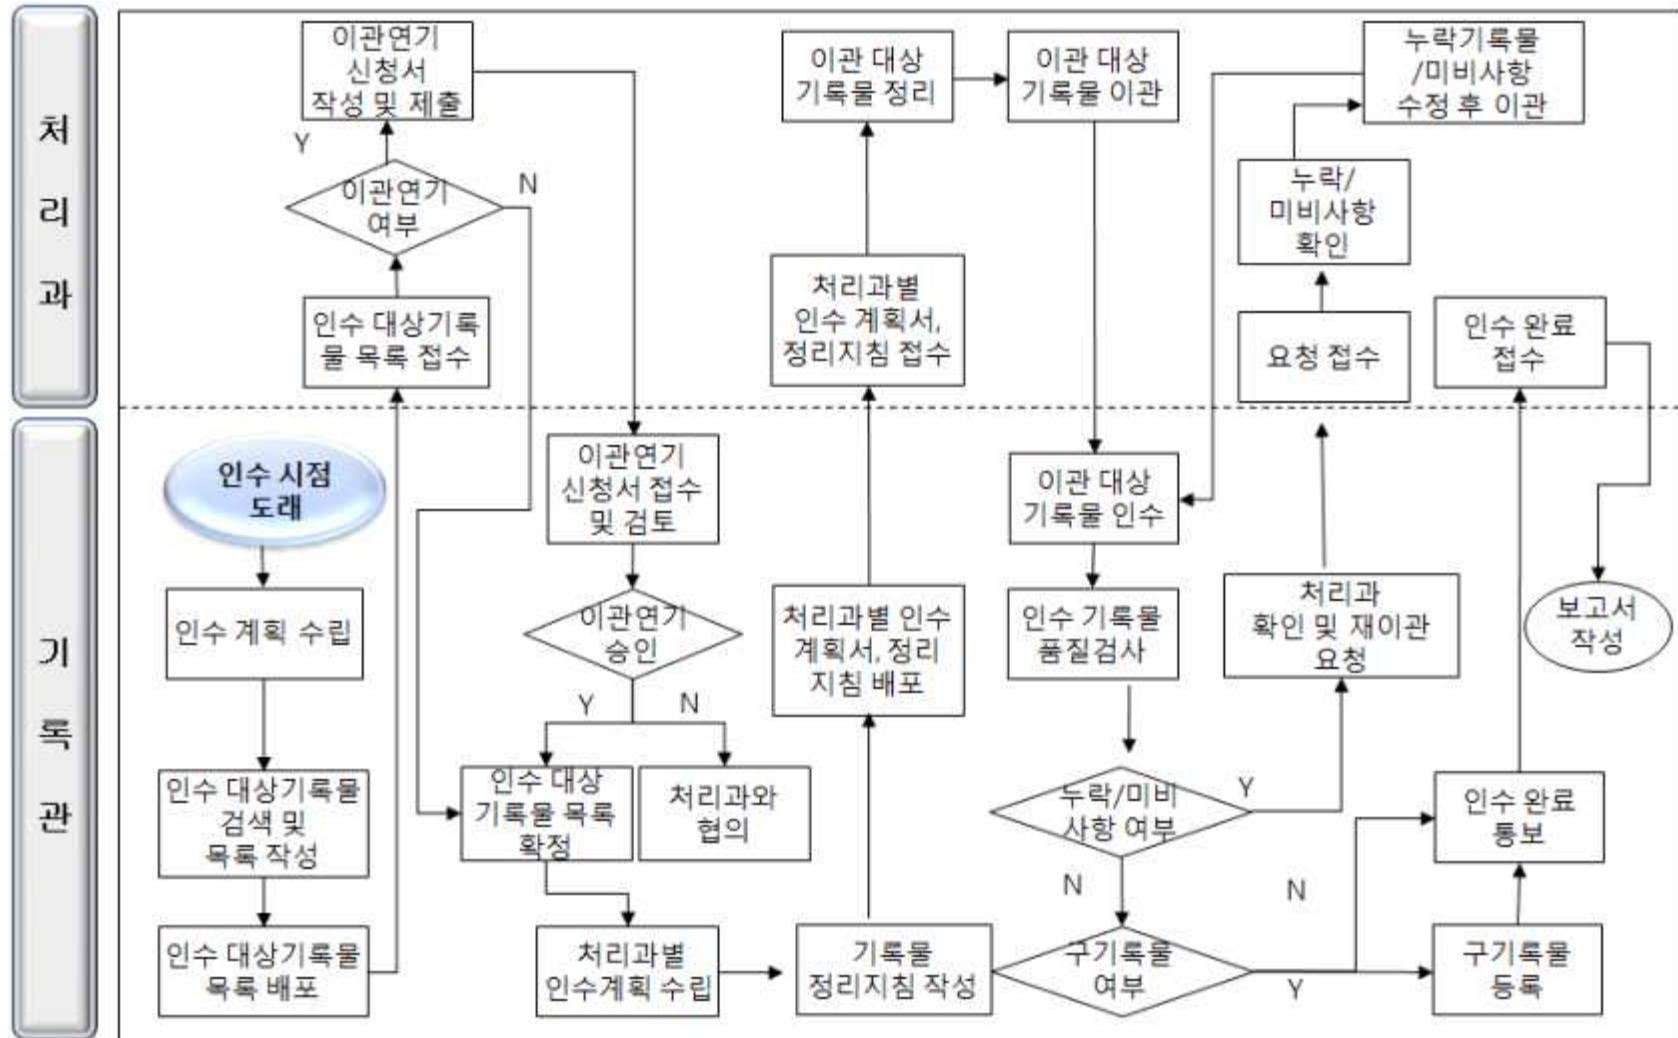 처
리
과
기
록
관
이관연기
신청서
작성 및 제출
Y
이관연기
여부
N
인수 대상기록
물 목록 접수
인수 시점
도래
인수 계획 수립
인수 대상기록물
검색 및
목록 작성
인수 대상기록물
목록 배포
이관연기
신청서 접수
및 검토
이관연기
승인
Y
N
인수 대상
기록물 목록
확정
처리과와
협의
처리과별
인수계획 수립
기록물
정리지침 작성
처리과별 인수
계획서, 정리
지침 배포
처리과별
인수 계획서,
정리지침 접수
이관 대상
기록물 정리
이관 대상
기록물 이관
이관 대상
기록물 인수
인수 기록물
품질검사
누락/미비
사항 여부
Y
N
처리과
확인 및 재이관
요청
요청 접수
누락/
미비사항
확인
누락기록물
/미비사항
수정 후 이관
구기록물
여부
N
Y
구기록물
등록
인수 완료
통보
인수 완료
접수
보고서
작성